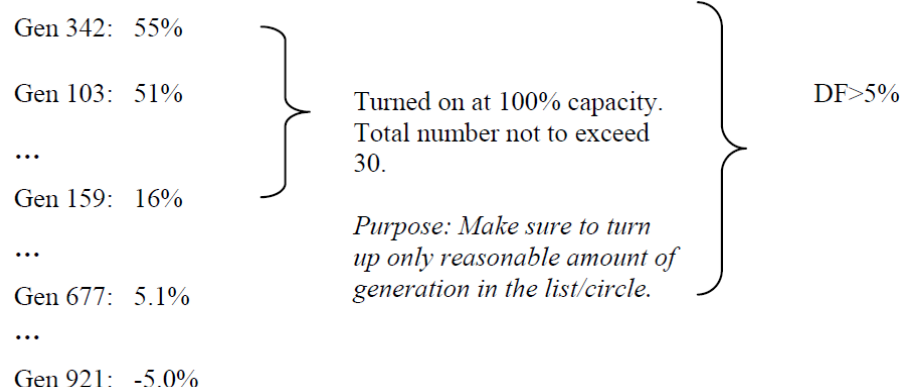 Gen 342: 55%
Gen 103: 51%
...
Gen 159: 16%
...
Gen 677: 5.1%
...
Gen 921: -5.0%
Turned on at 100% capacity.
Total number not to exceed
30.
Purpose: Make sure to turn
up only reasonable amount of
generation in the list/circle.
DF>5%